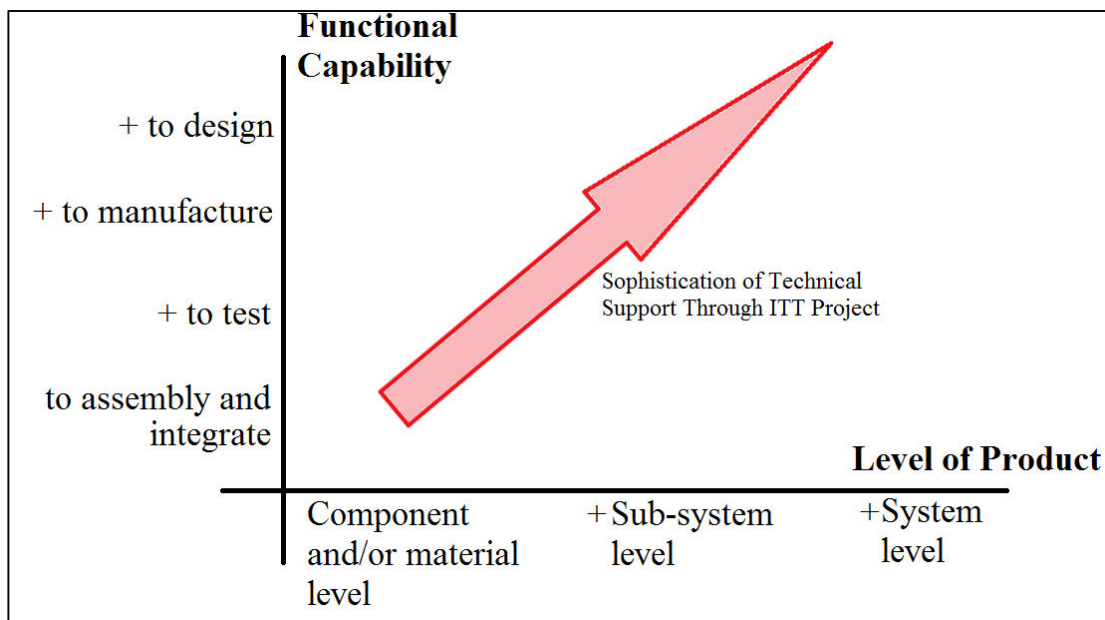 Functional
Capability
+ to design
+ to manufacture
+ to test
to assembly and
integrate
Sophistication of Technical
Support Through ITT Project
Level of Product
Component
and/or material
level
+ Sub-system
level
+System
level